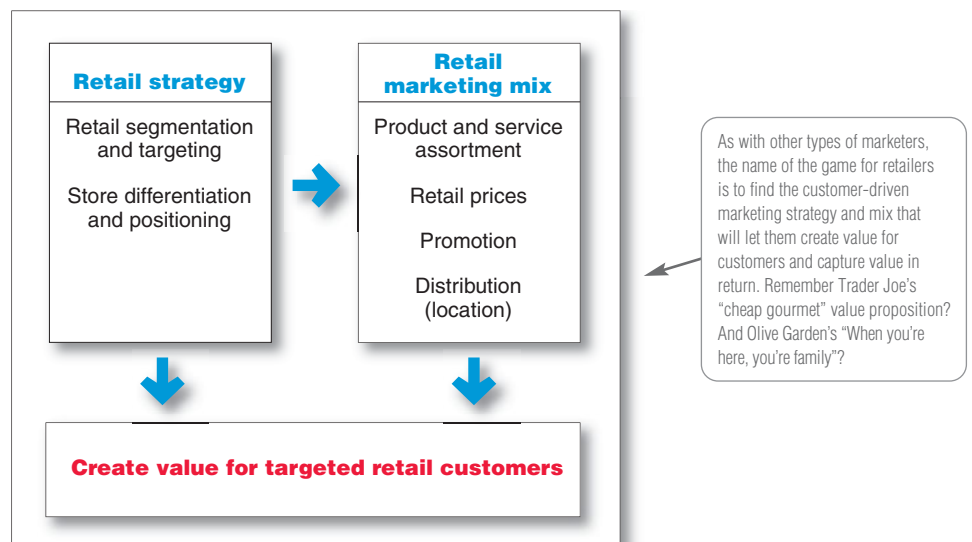 Retail strategy
Retail segmentation
and targeting
Store differentiation
and positioning
Retail
marketing mix
Product and service
assortment
Retail prices
Promotion
Distribution
(location)
Create value for targeted retail customers
As with other types of marketers,
the name of the game for retailers
is to find the customer-driven
marketing strategy and mix that
will let them create value for
customers and capture value in
return. Remember Trader Joe's
“cheap gourmet” value proposition?
And Olive Garden's “When you're
here, you're family”?